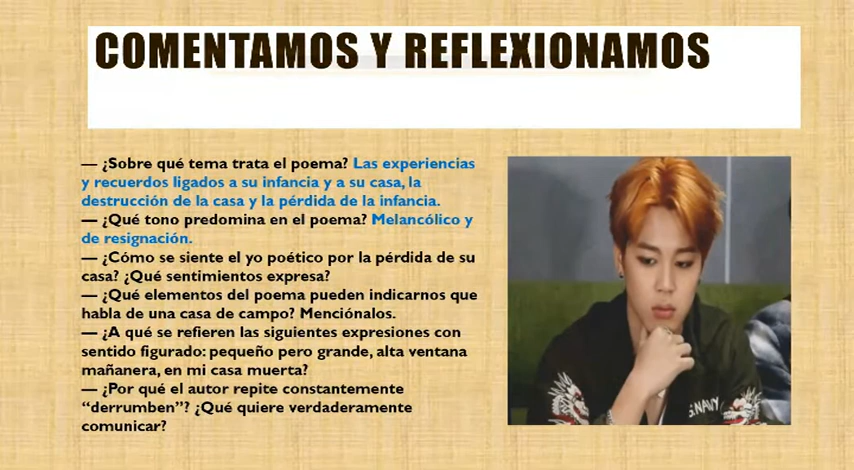 COMENTAMOS Y REFLEXIONAMOS
— ¿Sobre qué tema trata el poema? Las experiencias
y recuerdos ligados a su infancia y a su casa, la
destrucción de la casa y la pérdida de la infancia.
— ¿Qué tono predomina en el poema? Melancólico y
de resignación.
— ¿Cómo se siente el yo poético por la pérdida de su
casa? ¿Qué sentimientos expresa?
— ¿Qué elementos del poema pueden indicarnos que
habla de una casa de campo? Menciónalos.
— ¿A qué se refieren las siguientes expresiones con
sentido figurado: pequeño pero grande, alta ventana
mañanera, en mi casa muerta?
— ¿Por qué el autor repite constantemente
“derrumben”? ¿Qué quiere verdaderamente
comunicar?
S.NAVY